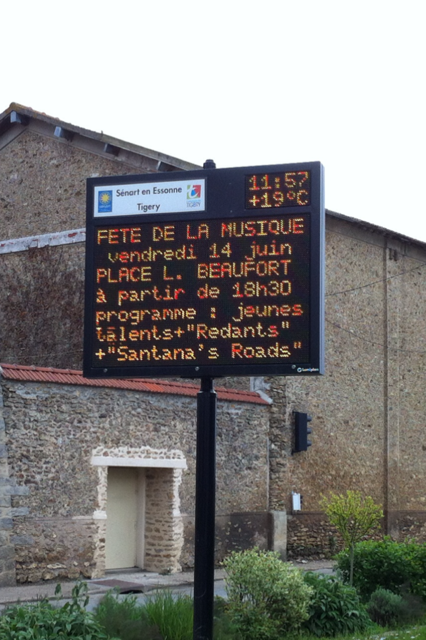 Sénart en Essonne
Tigery
11:57
+19°C
FETE DE LA MUSIQUE
vendredi 14 juin
PLACE L. BEAUFORT
à partir de 18h30
programme : jeunes
talents+"Redants"
+"Santana's Roads"